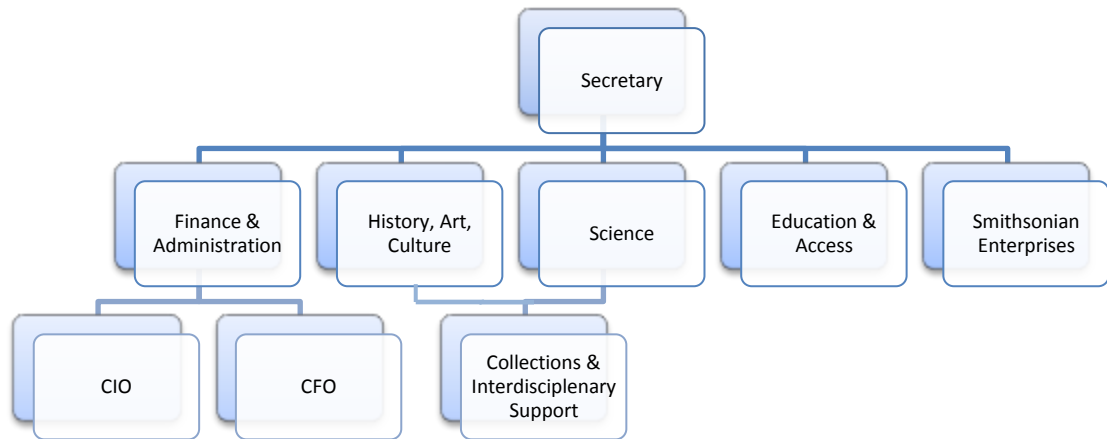 Secretary
Finance &
Administration
History, Art,
Culture
Science
Education &
Access
Smithsonian
Enterprises
CIO
CFO
Collections &
Interdisciplenary
Support